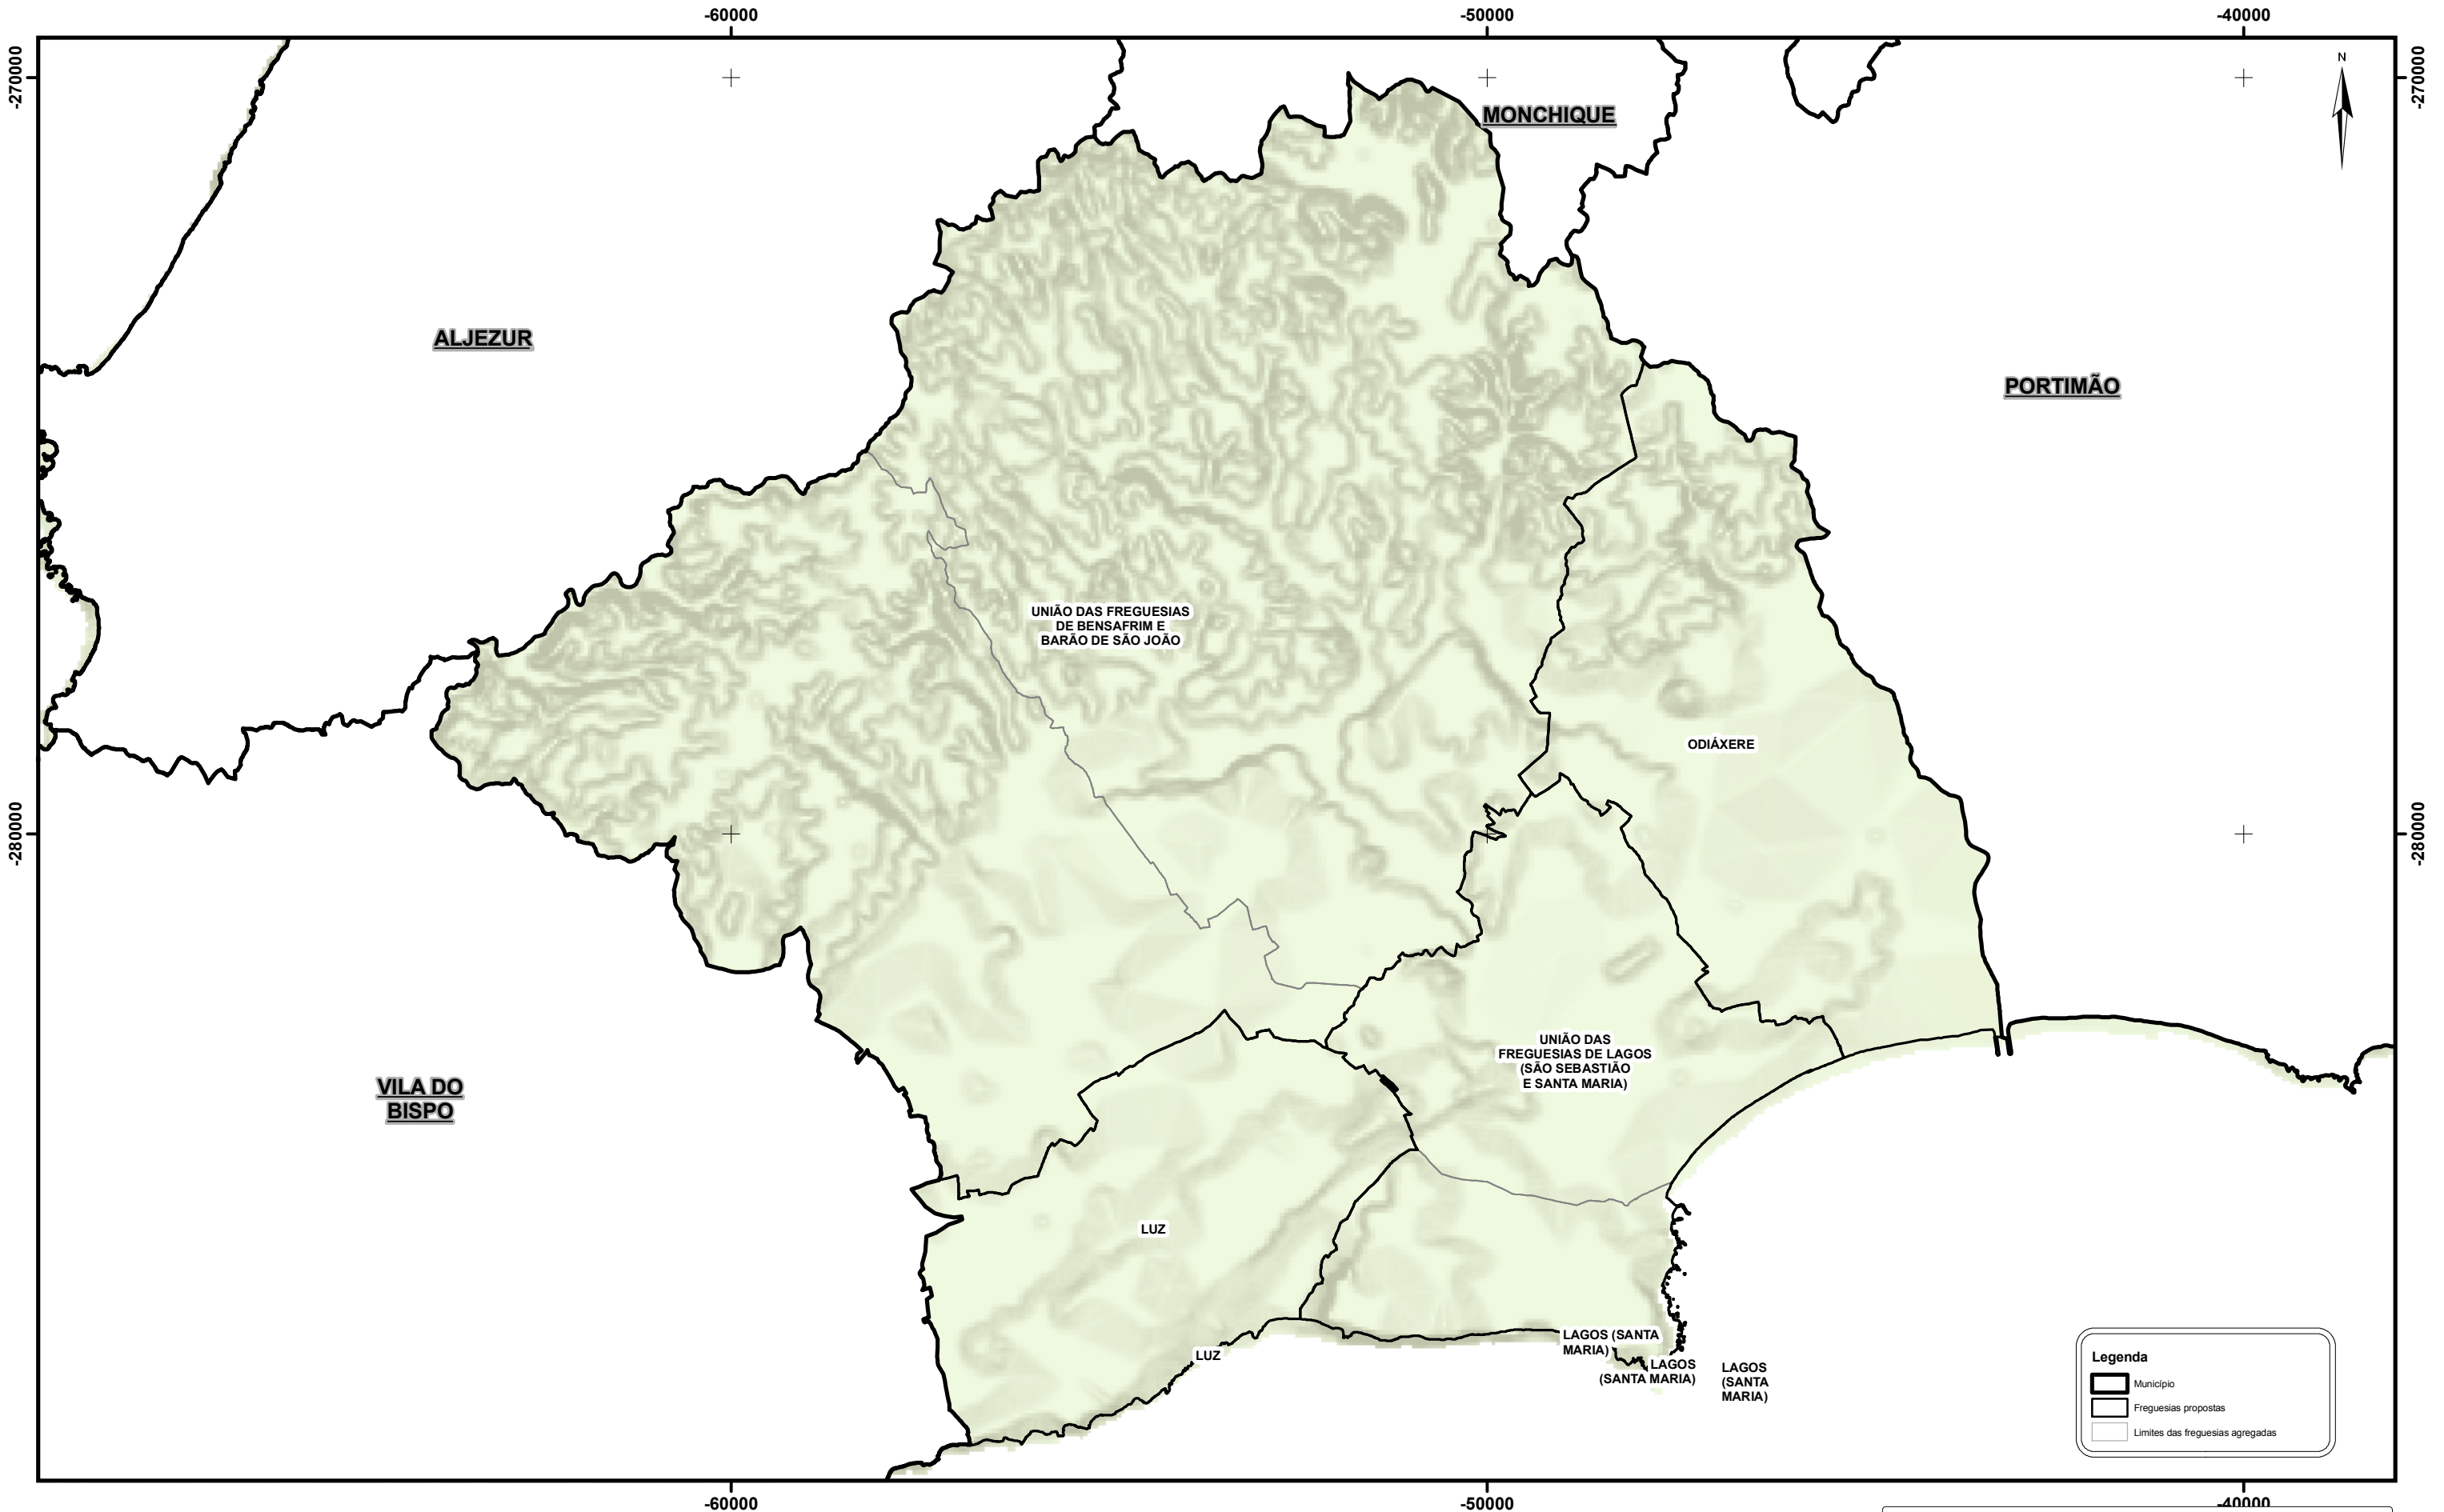 -60000
-50000
-40000
-270000
-270000
N
MONCHIQUE
ALJEZUR
PORTIMÃO
UNIÃO DAS FREGUESIAS
DE BENSAFRIM E
BARÃO DE SÃO JOÃO
ODIÁXERE
-280000
-280000
UNIÃO DAS
FREGUESIAS DE LAGOS
(SÃO SEBASTIÃO
E SANTA MARIA)
VILA DO
BISPO
LUZ
LUZ
LAGOS (SANTA
MARIA)
LAGOS
(SANTA MARIA)
LAGOS
(SANTA
MARIA)
Legenda
Município
Freguesias propostas
Limites das freguesias agregadas
-60000
-50000
-40000